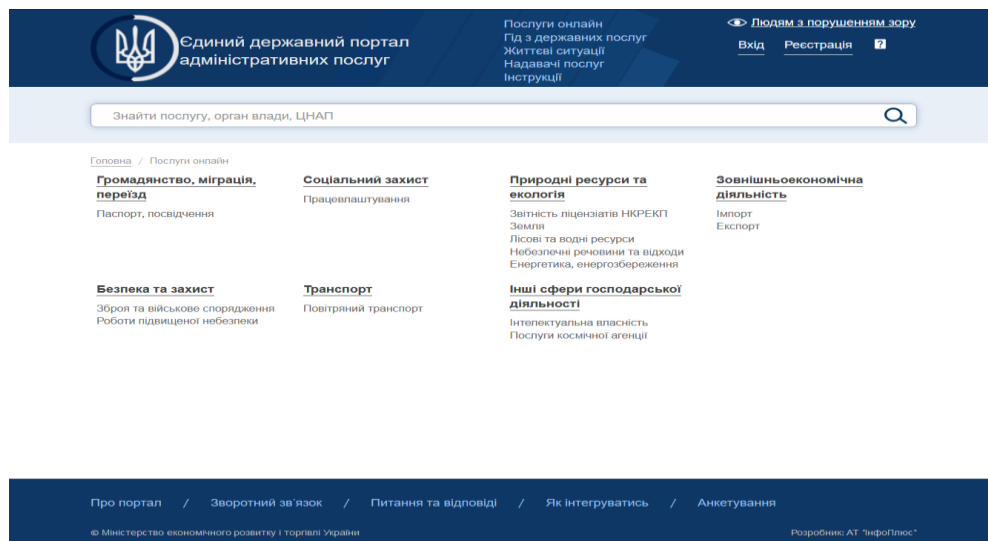 Єдиний державний портал
адміністративних послуг
Послуги онлайн
Гід з державних послуг
Життєві ситуації
Надавачі послуг
Інструкції
Людям з порушенням зору
Вхід Реєстрація ?
Знайти послугу, орган влади, ЦНАП
Головна / Послуги онлайн
Громадянство, міграція,
переїзд
Паспорт, посвідчення
Соціальний захист
Працевлаштування
Природні ресурси та
екологія
Звітність ліцензіатів НКРЕКП
Земля
Лісові та водні ресурси
Небезпечні речовини та відходи
Енергетика, енергозбереження
Зовнішньоекономічна
діяльність
Імпорт
Експорт
Безпека та захист
Зброя та військове спорядження
Роботи підвищеної небезпеки
Транспорт
Повітряний транспорт
Інші сфери господарської
діяльності
Інтелектуальна власність
Послуги космічної агенції
Про портал / Зворотний зв'язок / Питання та відповіді / Як інтегруватись / Анкетування
© Міністерство економічного розвитку і торгівлі України
Розробник: АТ "ІнфоПлюс"